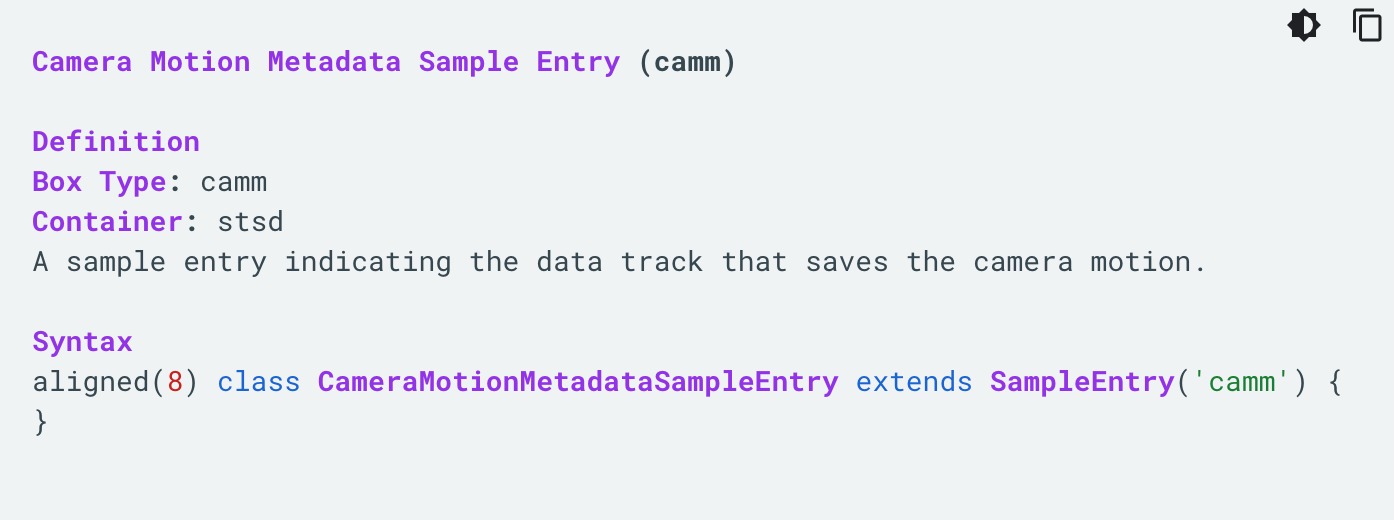 Camera Motion Metadata Sample Entry (camm)
Definition
Box Type: camm
Container: stsd
A sample entry indicating the data track that saves the camera motion.
Syntax
aligned(8) class CameraMotionMetadataSampleEntry extends SampleEntry('camm') {
}